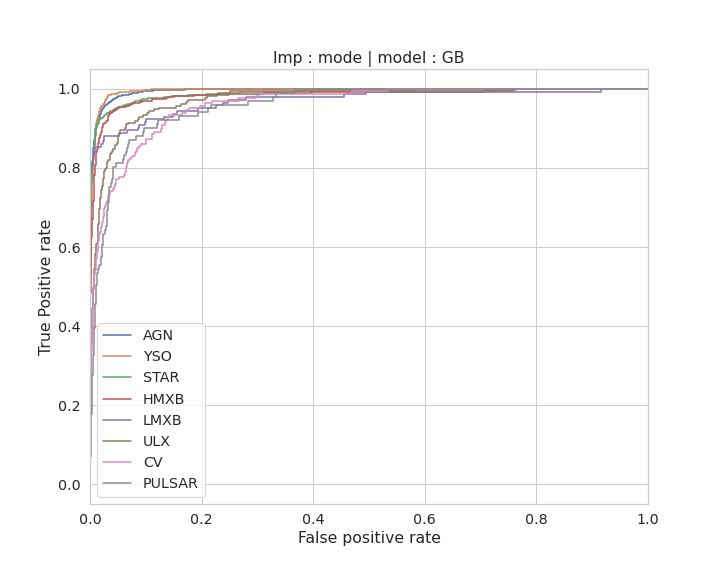 Imp : mode | model : GB
1.0
0.8
0.6
0.4
0.2
0.0
True Positive rate
AGN
YSO
STAR
HMXB
LMXB
ULX
CV
PULSAR
0.0 0.2 0.4 0.6 0.8 1.0
False positive rate